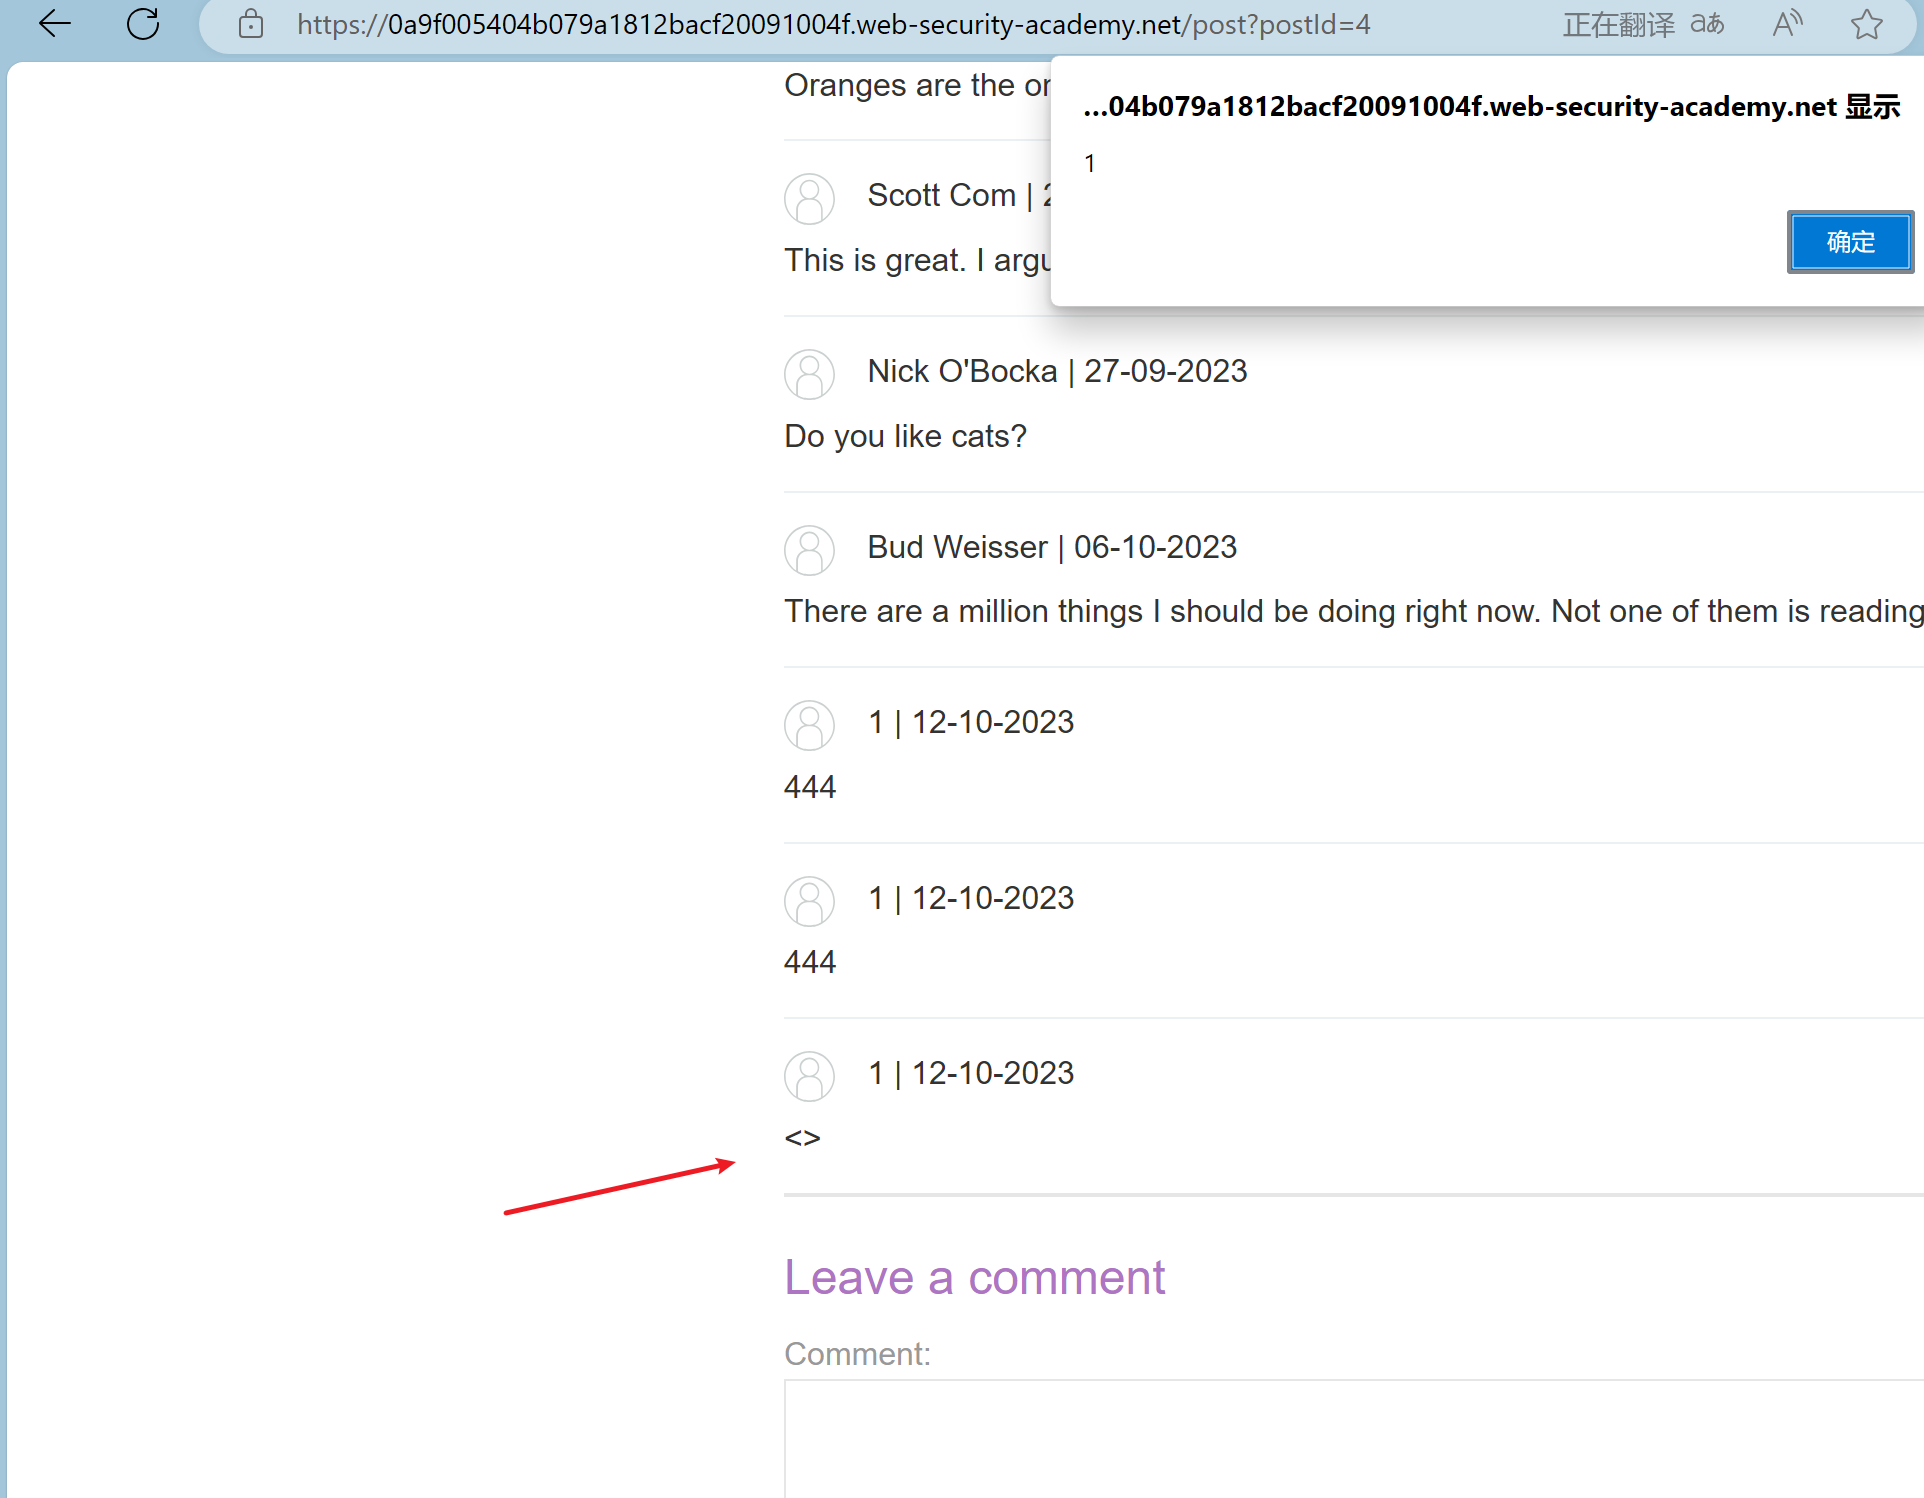 https://0a9f005404b079a1812bacf20091004f.web-security-academy.net/post?postId=4
正在翻译 aあ A
Oranges are the or
...04b079a1812bacf20091004f.web-security-academy.net 显示
1
确定
Scott Com | 2
This is great. I argu
Nick O'Bocka | 27-09-2023
Do you like cats?
Bud Weisser | 06-10-2023
There are a million things I should be doing right now. Not one of them is reading
1 | 12-10-2023
444
1 | 12-10-2023
444
1 | 12-10-2023
<>
Leave a comment
Comment: